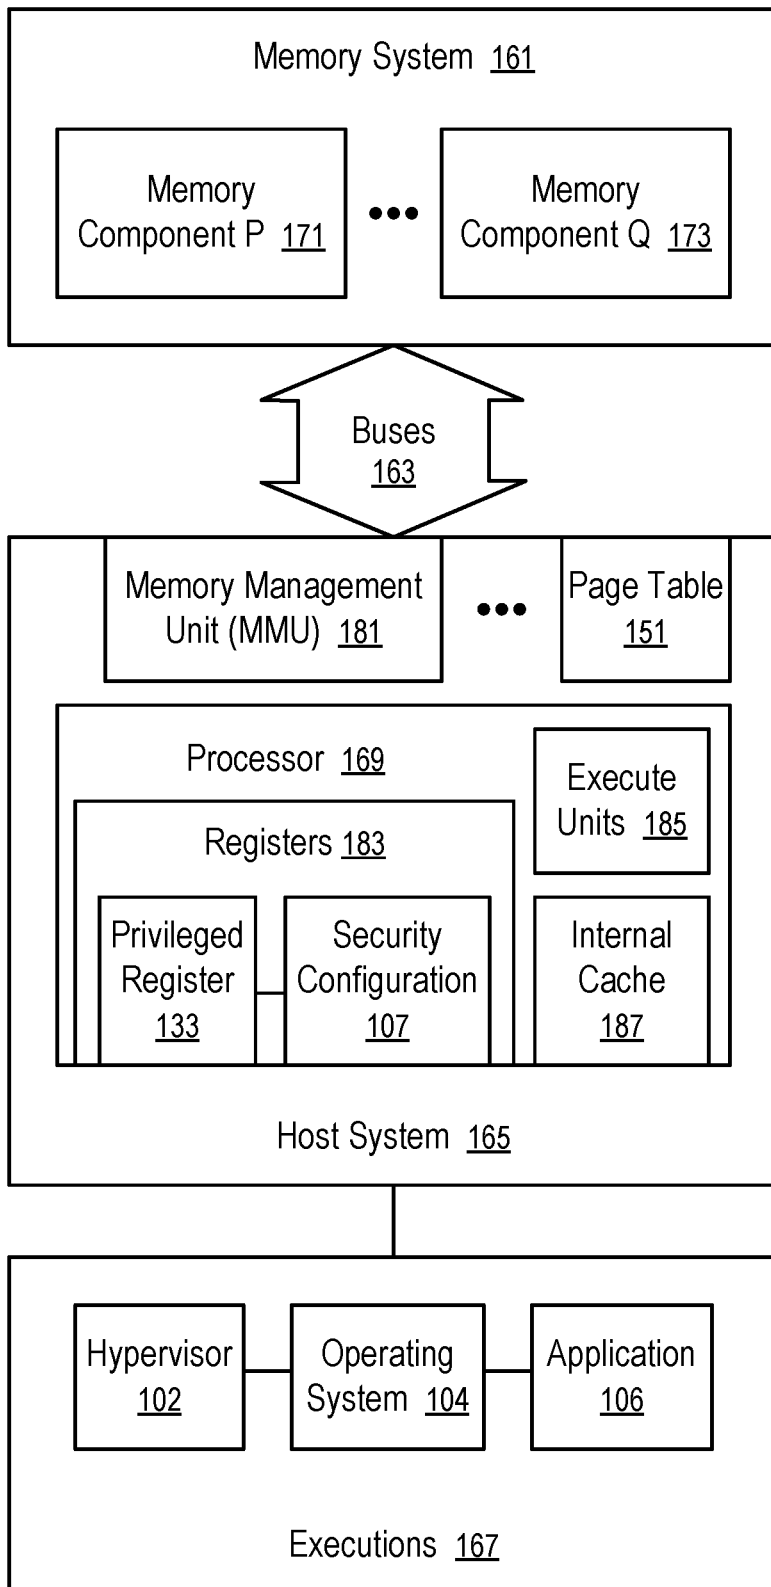 Memory System 161
Memory
Component P 171
Memory
Component Q 173
Buses
163
Memory Management
Unit (MMU) 181
Page Table
151
Processor 169
Execute
Units 185
Registers 183
Privileged
Register
133
Security
Configuration
107
Internal
Cache
187
Host System 165
Hypervisor
102
Operating
System 104
Application
106
Executions 167